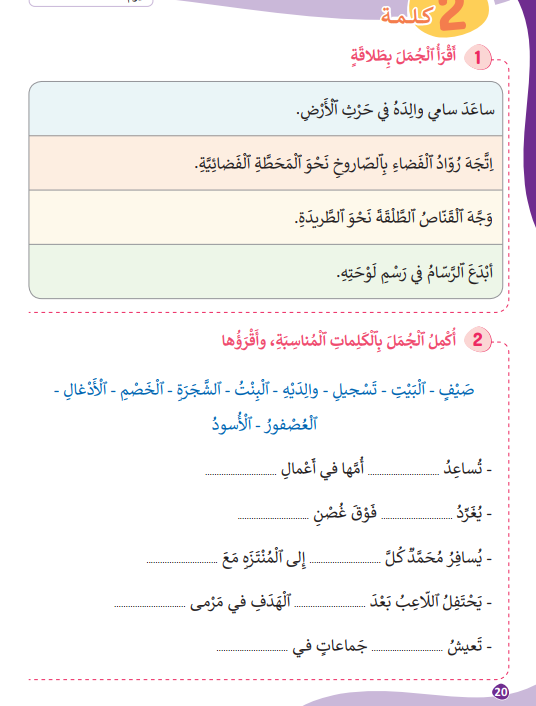 2 كلمة
1 أَقْرَأُ ٱلْجُمَلَ بِطَلاقَةٍ
ساعَدَ سامي والِدَهُ في حَرْثِ ٱلْأَرْضِ.
اِتَّجَهَ رُوّادُ ٱلْفَضاءِ بِٱلصّاروخِ نَحْوَ ٱلْمَحَطَّةِ ٱلْفَضائِيَّةِ.
وَجَّهَ ٱلْقَنّاصُ ٱلطَّلْقَةَ نَحْوَ ٱلطَّريدَةِ.
أَبْدَعَ ٱلرَّسّامُ في رَسْمِ لَوْحَتِهِ.
2 أُكْمِلُ ٱلْجُمَلَ بِٱلْكَلِماتِ ٱلْمُناسِبَةِ، وأَقْرَؤُها
صَيْفٍ - ٱلْبَيْتِ - تَسْجيلِ - والِدَيْهِ - ٱلْبِنْتُ - ٱلشَّجَرَةِ - ٱلْخَصْمِ - ٱلْأَدْغالِ -
ٱلْعُصْفورُ - ٱلْأُسودُ
- تُساعِدُ ........................ أُمَّها في أَعْمالِ ........................
- يُغَرِّدُ ........................ فَوْقَ غُصْنِ ........................
- يُسافِرُ مُحَمَّدٌ كُلَّ ........................ إِلى ٱلْمُنْتَزَهِ مَعَ ........................
- يَحْتَفِلُ ٱللّاعِبُ بَعْدَ ........................ ٱلْهَدَفِ في مَرْمى ........................
- تَعيشُ ........................ جَماعاتٍ في ........................
20